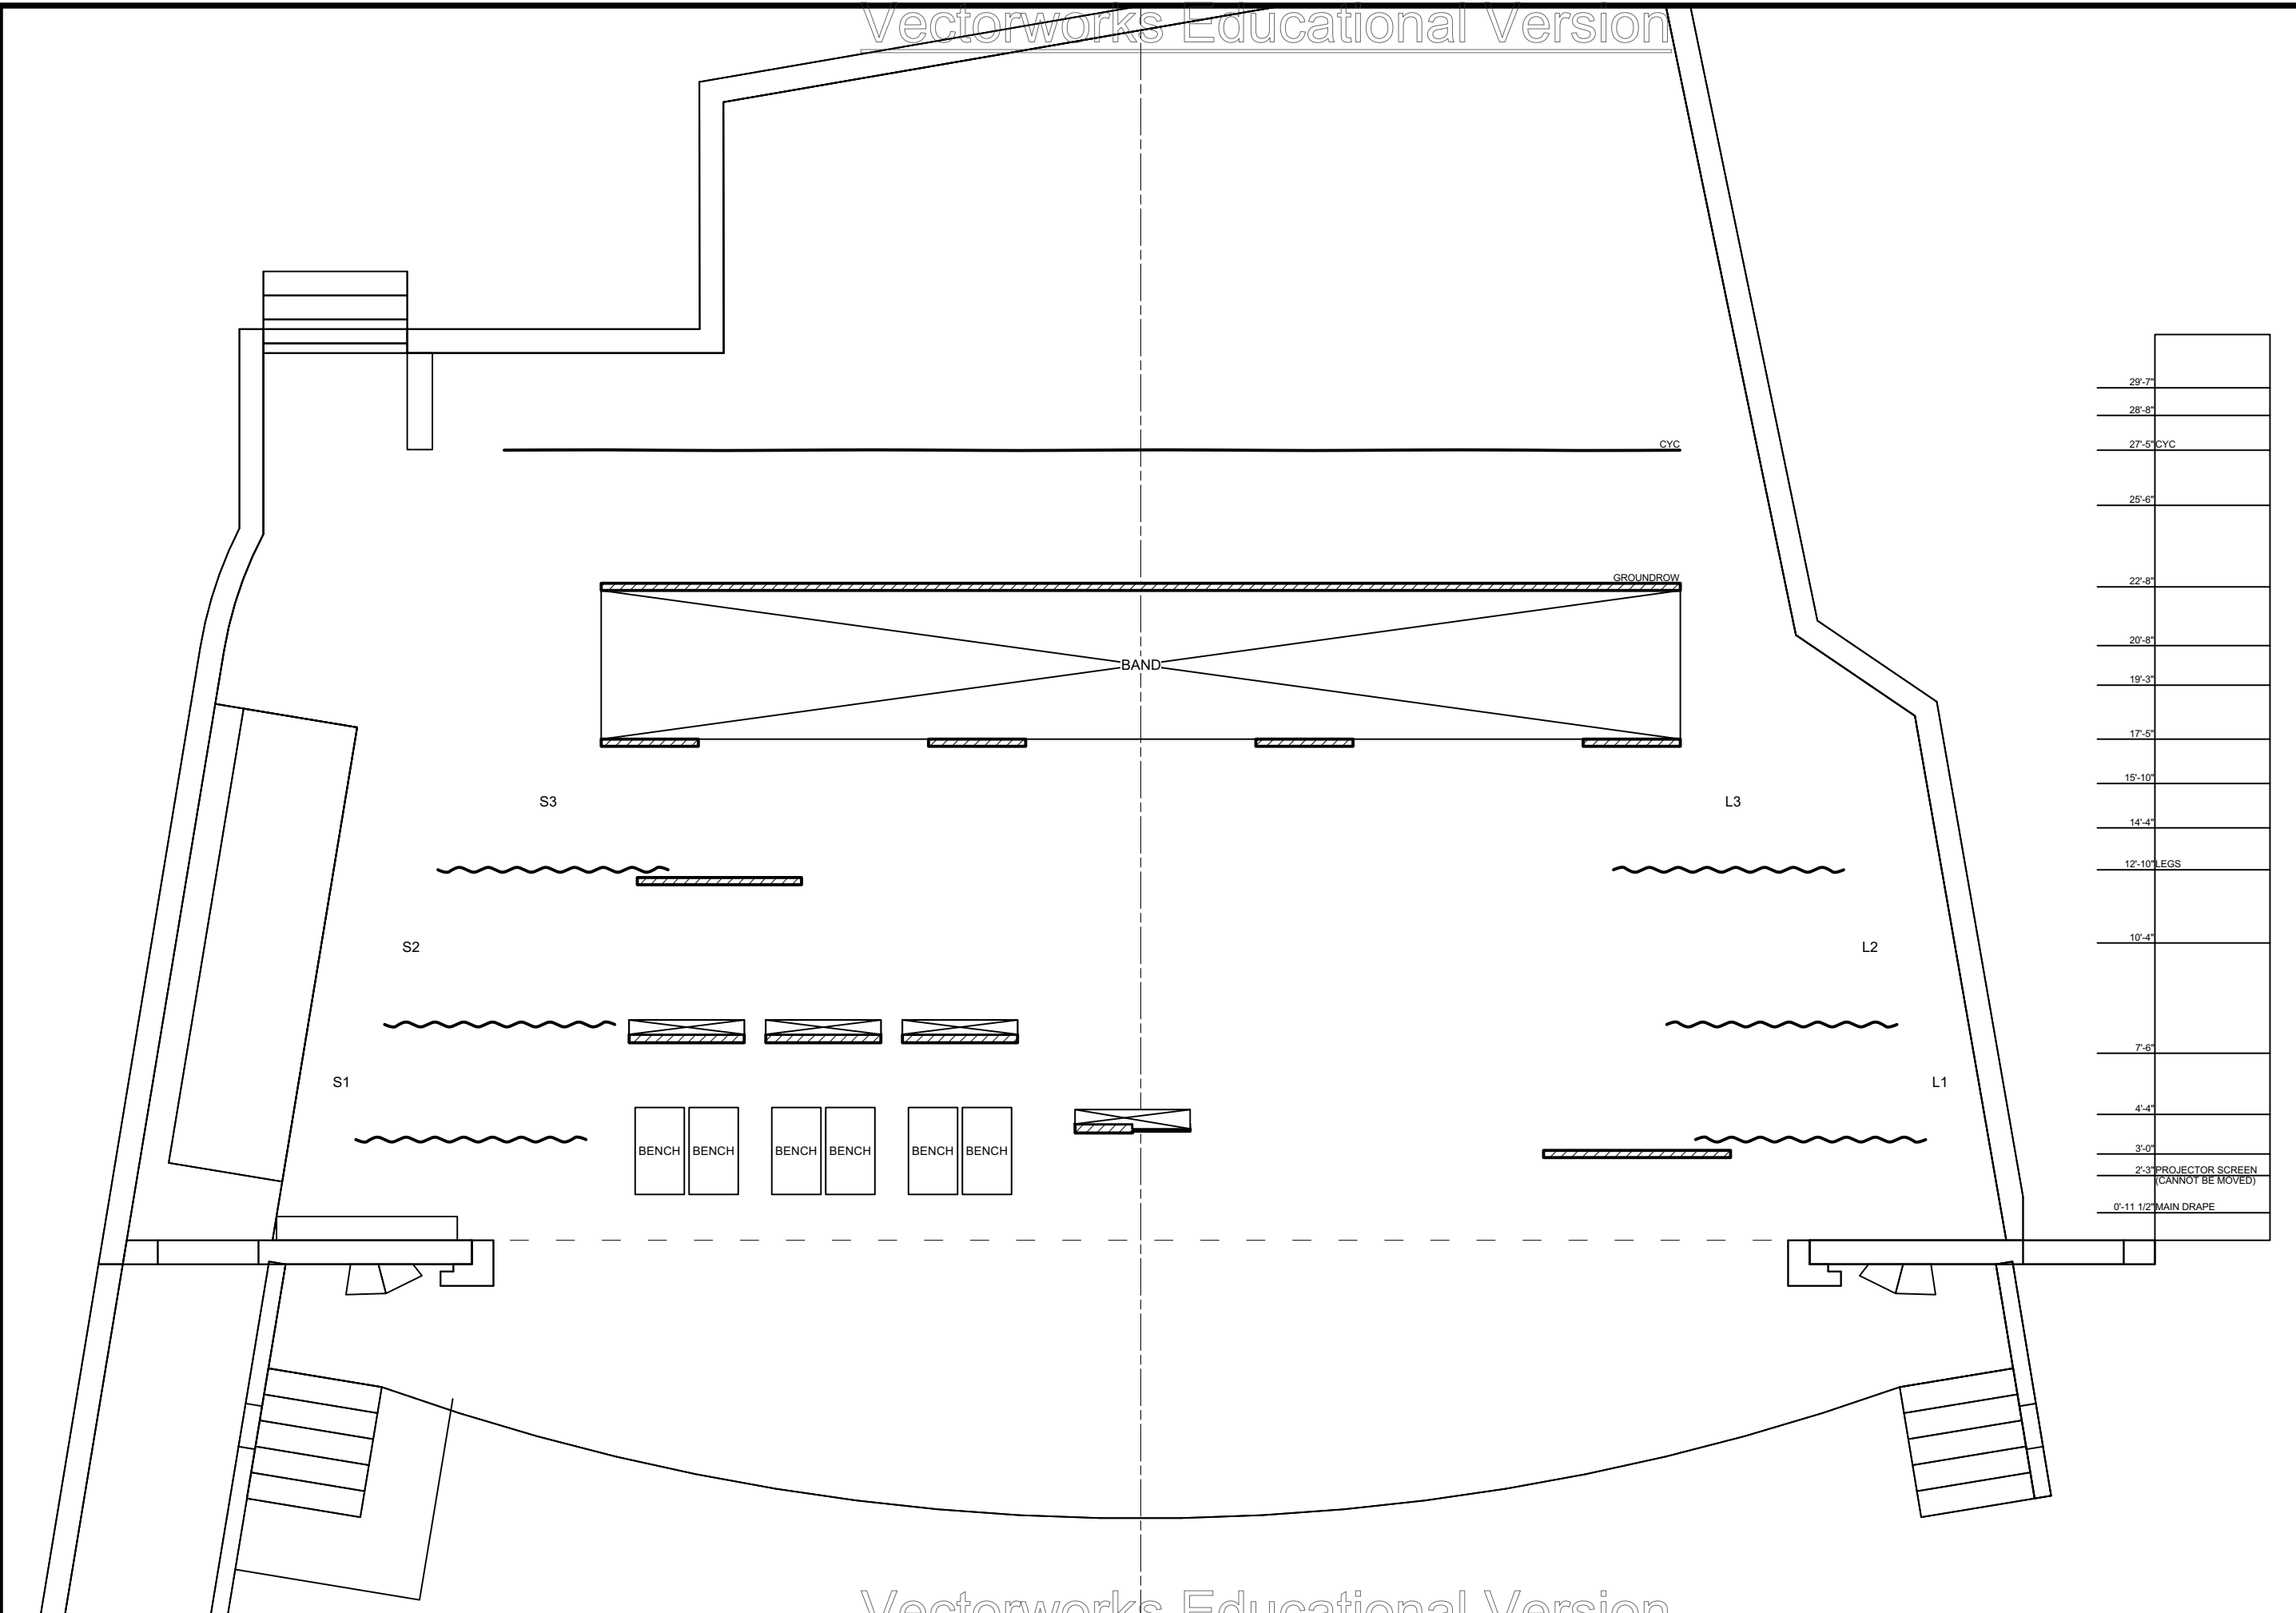 Vectorworks Educational Version
29'-7"
28'-8"
CYC
27'-5" CYC
25'-6"
GROUNDROW
22'-8"
20'-8"
BAND
19'-3"
17'-5"
15'-10"
S3
L3
14'-4"
12'-10" LEGS
S2
L2
10'-4"
7'-6"
S1
L1
4'-4"
BENCH BENCH BENCH BENCH BENCH BENCH
3'-0"
2'-3" PROJECTOR SCREEN
(CANNOT BE MOVED)
0'-11 1/2" MAIN DRAPE
Vectorworks Educational Version